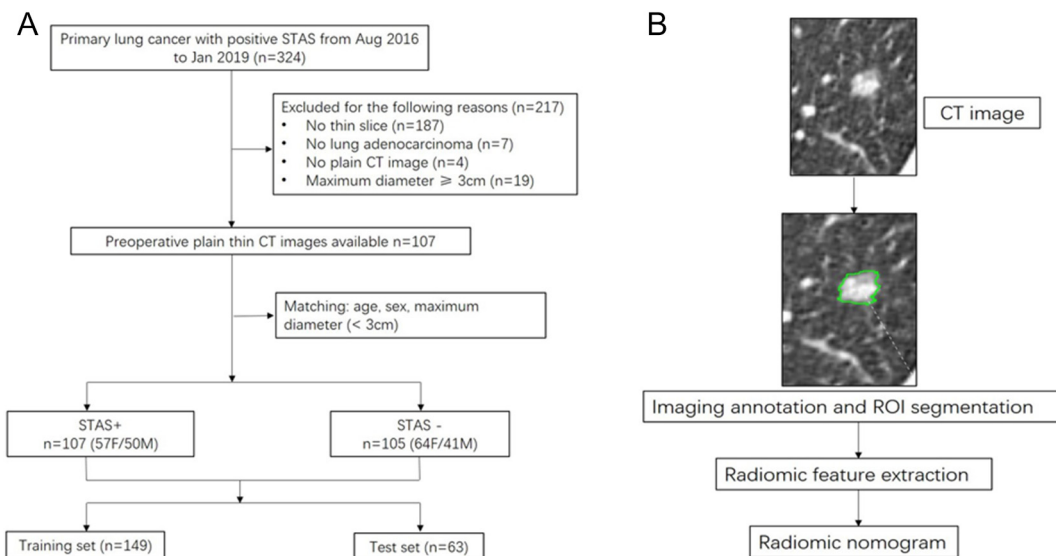 A
Primary lung cancer with positive STAS from Aug 2016
to Jan 2019 (n=324)
Excluded for the following reasons (n=217)
• No thin slice (n=187)
• No lung adenocarcinoma (n=7)
• No plain CT image (n=4)
• Maximum diameter ⩾ 3cm (n=19)
Preoperative plain thin CT images available n=107
Matching: age, sex, maximum
diameter (< 3cm)
STAS+
n=107 (57F/50M)
STAS -
n=105 (64F/41M)
Training set (n=149)
Test set (n=63)
B
CT image
Imaging annotation and ROI segmentation
Radiomic feature extraction
Radiomic nomogram